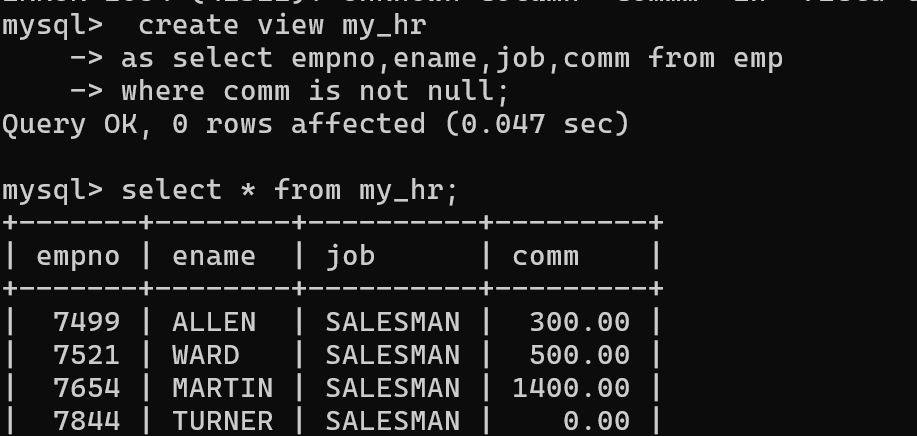 mysql>  create view my_hr
    -> as select empno,ename,job,comm from emp
    -> where comm is not null;
Query OK, 0 rows affected (0.047 sec)

mysql> select * from my_hr;
+-------+--------+----------+---------+
| empno | ename  | job      | comm    |
+-------+--------+----------+---------+
|  7499 | ALLEN  | SALESMAN |  300.00 |
|  7521 | WARD   | SALESMAN |  500.00 |
|  7654 | MARTIN | SALESMAN | 1400.00 |
|  7844 | TURNER | SALESMAN |    0.00 |